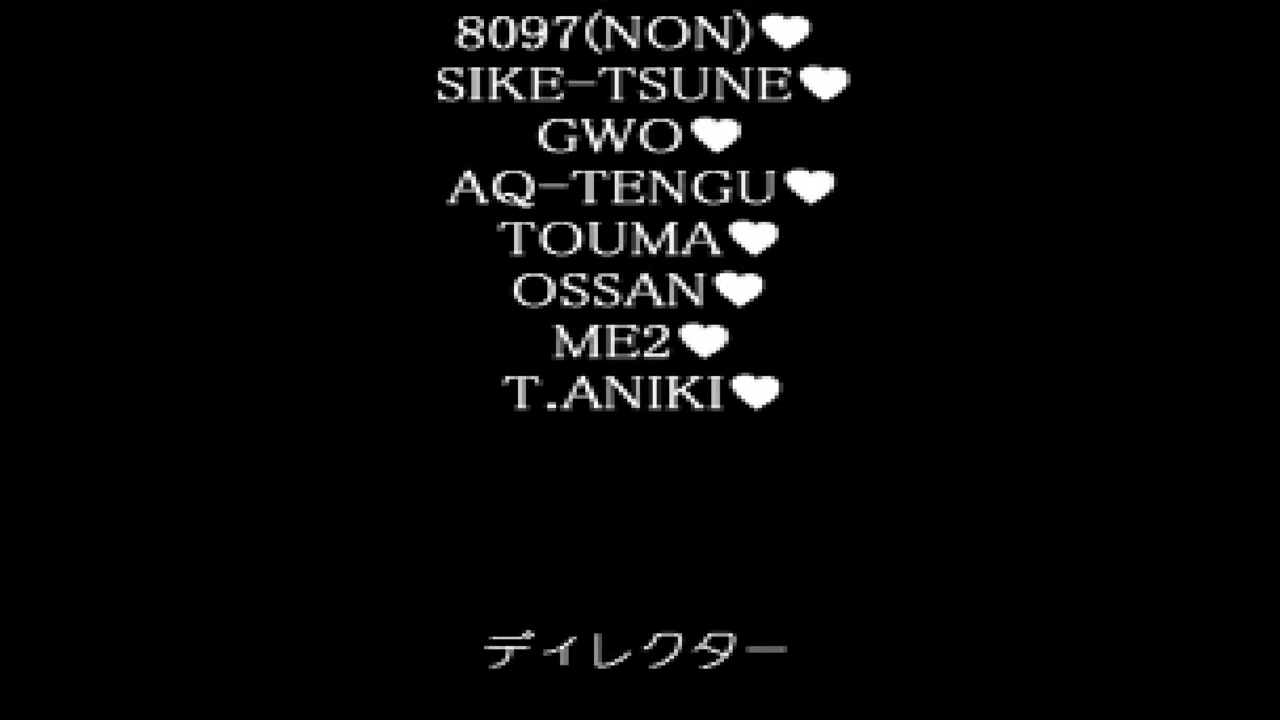 8097(NON)♥
SIKE-TSUNE♥
GWO♥
AQ-TENGU♥
TOUMA♥
OSSAN♥
ME2♥
T.ANIKI♥
ディレクター